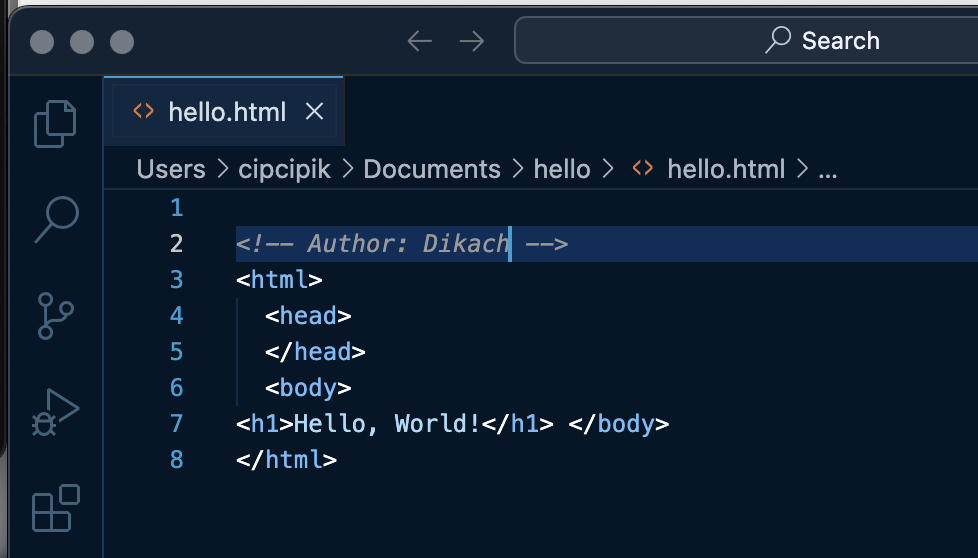 Search
hello.html
Users > cipcipik > Documents > hello > <> hello.html > ...
1
2 <!-- Author: Dikach -->
3 <html>
4   <head>
5   </head>
6   <body>
7 <h1>Hello, World!</h1> </body>
8 </html>